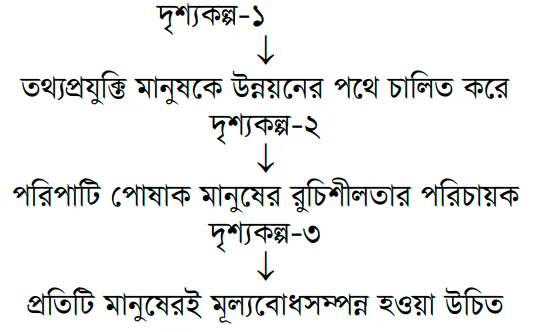 দৃশ্যকল্প-১
↓
তথ্যপ্রযুক্তি মানুষকে উন্নয়নের পথে চালিত করে
দৃশ্যকল্প-২
↓
পরিপাটি পোষাক মানুষের রুচিশীলতার পরিচায়ক
দৃশ্যকল্প-৩
↓
প্রতিটি মানুষেরই মূল্যবোধসম্পন্ন হওয়া উচিত